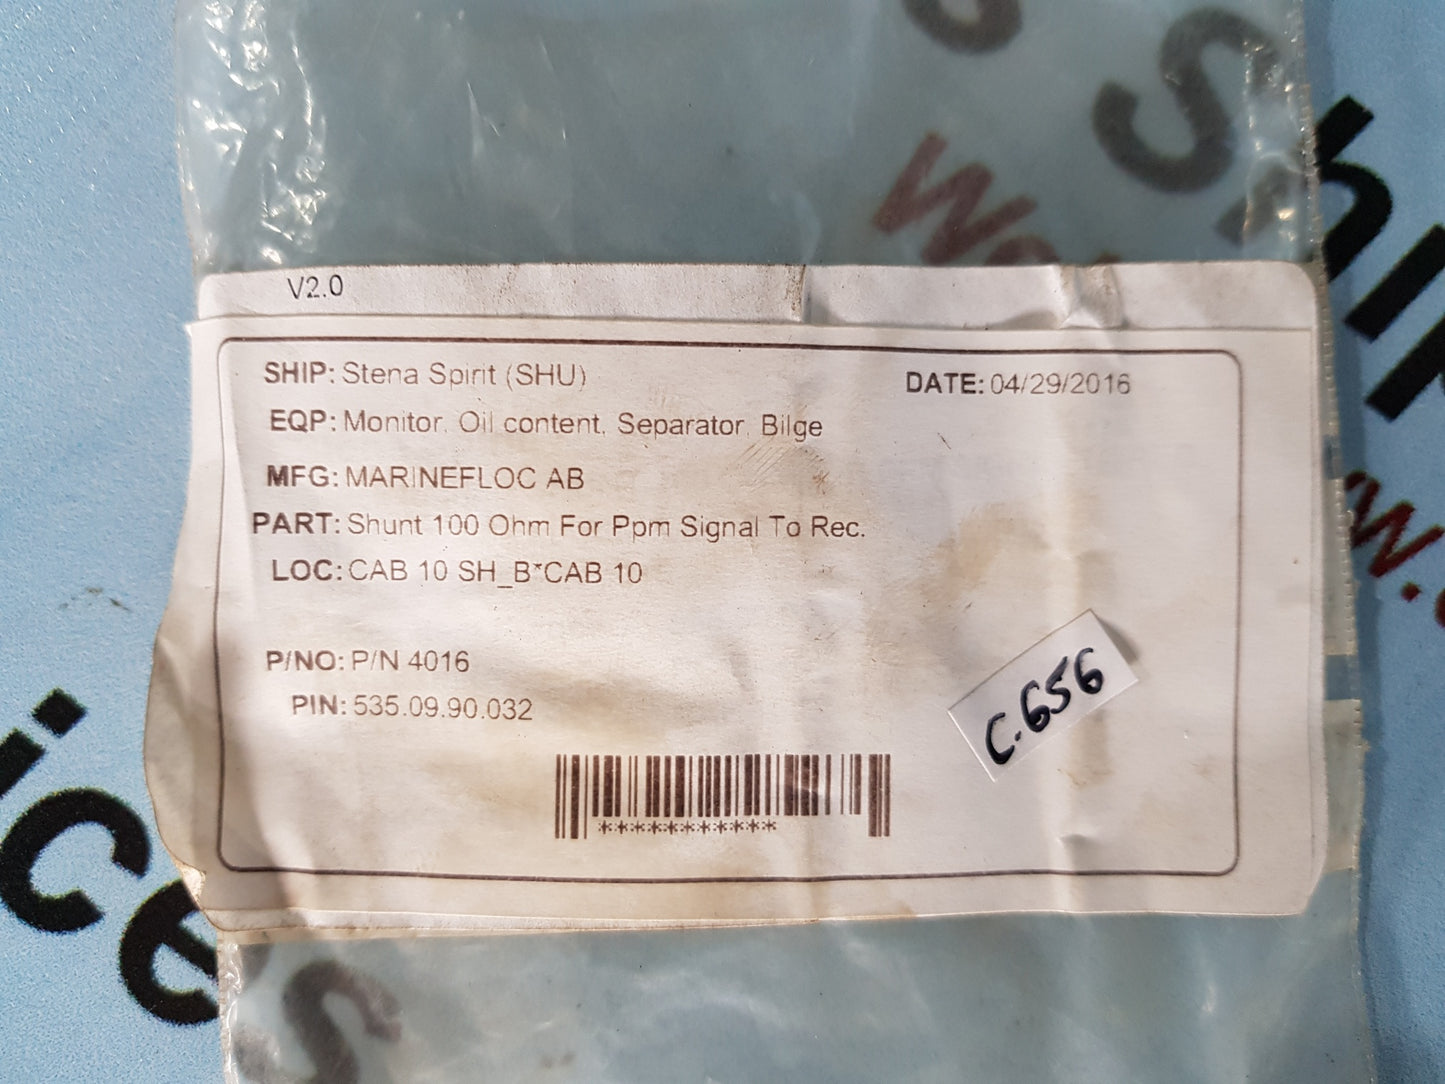 V2.0
SHIP: Stena Spirit (SHU)
DATE: 04/29/2016
EQP: Monitor, Oil content, Separator, Bilge
MFG: MARINEFLOC AB
PART: Shunt 100 Ohm For Ppm Signal To Rec.
LOC: CAB 10 SH_B*CAB 10
P/NO: P/N 4016
PIN: 535.09.90.032
C.656
***********